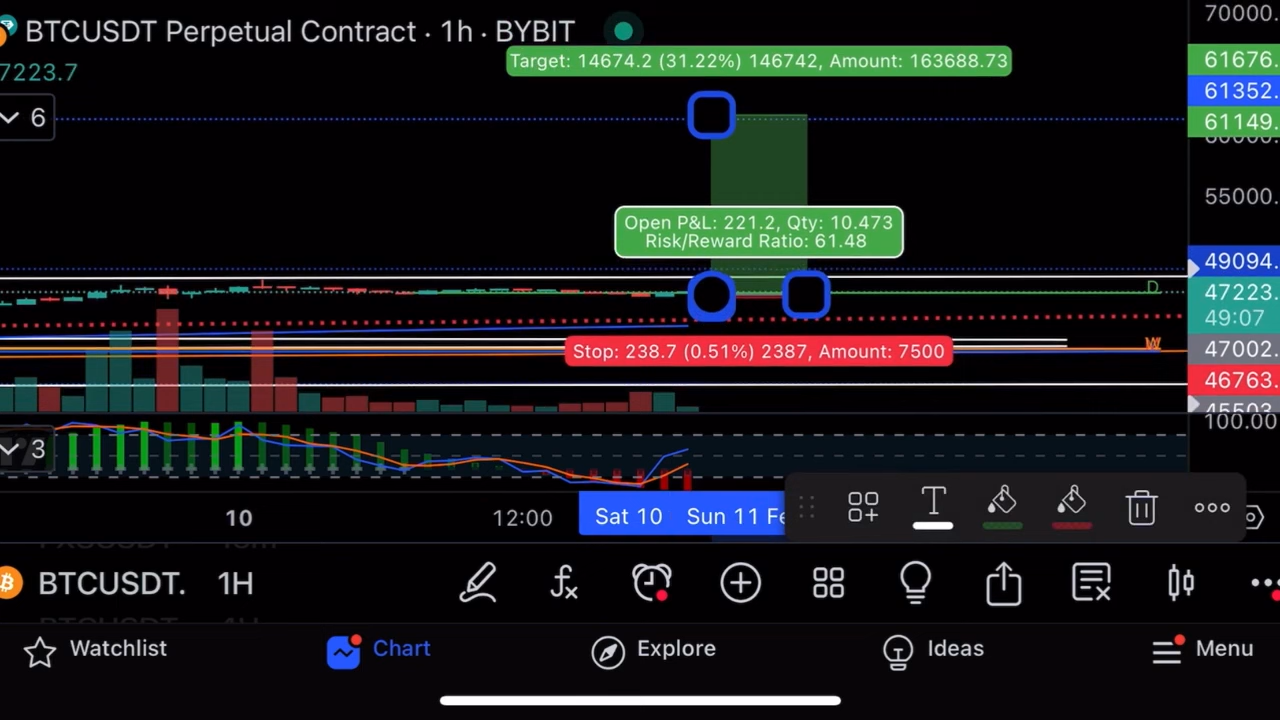 BTCUSDT Perpetual Contract · 1h · BYBIT
7223.7
6
Target: 14674.2 (31.22%) 146742, Amount: 163688.73
Open P&L: 221.2, Qty: 10.473
Risk/Reward Ratio: 61.48
Stop: 238.7 (0.51%) 2387, Amount: 7500
70000.
61676.
61352.
61149.
55000.
49094.
47223.
49:07
47002.
46763.
45503
100.00
D
W
3
10
12:00
Sat 10
Sun 11 Fe
T
BTCUSDT.
1H
Watchlist
Chart
Explore
Ideas
Menu